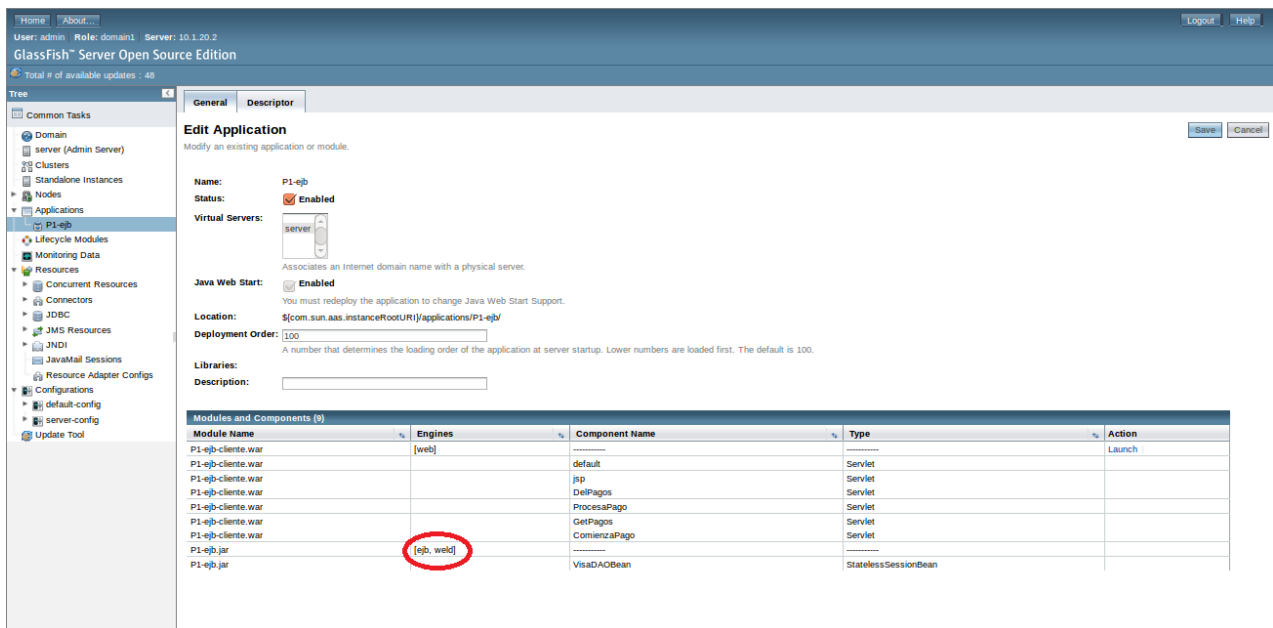 Home About... Logout Help
User: admin Role: domain1 Server: 10.1.20.2
GlassFish™ Server Open Source Edition
Total # of available updates : 48
Tree
Common Tasks
Domain
server (Admin Server)
Clusters
Standalone Instances
Nodes
Applications
P1-ejb
Lifecycle Modules
Monitoring Data
Resources
Concurrent Resources
Connectors
JDBC
JMS Resources
JNDI
JavaMail Sessions
Resource Adapter Configs
Configurations
default-config
server-config
Update Tool
General Descriptor
Edit Application Save Cancel
Modify an existing application or module.
Name: P1-ejb
Status: Enabled
Virtual Servers: server
Associates an Internet domain name with a physical server.
Java Web Start: Enabled
You must redeploy the application to change Java Web Start Support.
Location: ${com.sun.aas.instanceRootURI}/applications/P1-ejb/
Deployment Order: 100
A number that determines the loading order of the application at server startup. Lower numbers are loaded first. The default is 100.
Libraries:
Description:
Modules and Components (9)
Module Name Engines Component Name Type Action
P1-ejb-cliente.war [web] ----------- ----------- Launch
P1-ejb-cliente.war default Servlet
P1-ejb-cliente.war jsp Servlet
P1-ejb-cliente.war DelPagos Servlet
P1-ejb-cliente.war ProcesaPago Servlet
P1-ejb-cliente.war GetPagos Servlet
P1-ejb-cliente.war ComienzaPago Servlet
P1-ejb.jar [ejb, weld] ----------- -----------
P1-ejb.jar VisaDAOBean StatelessSessionBean